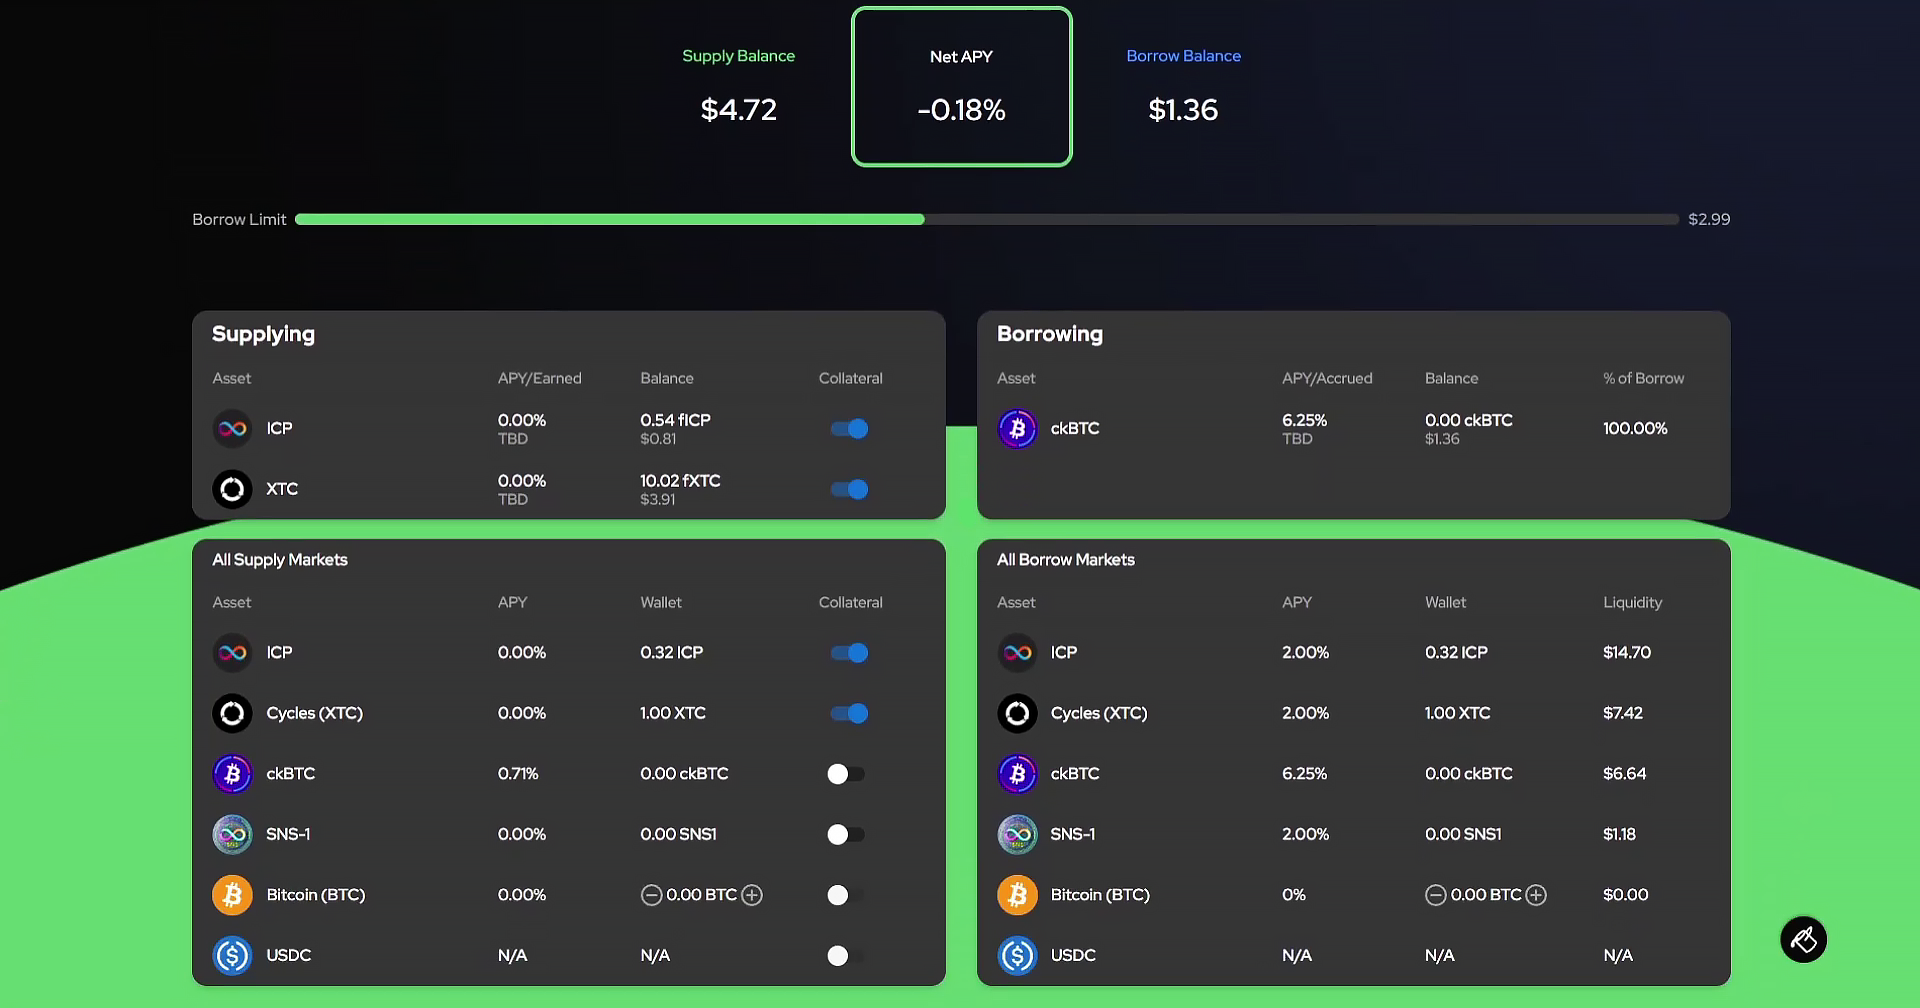 Supply Balance
Net APY
Borrow Balance
$4.72
-0.18%
$1.36
Borrow Limit
$2.99
Supplying
Asset APY/Earned Balance Collateral
ICP 0.00% 0.54 fICP
TBD $0.81
XTC 0.00% 10.02 fXTC
TBD $3.91
Borrowing
Asset APY/Accrued Balance % of Borrow
ckBTC 6.25% 0.00 ckBTC 100.00%
TBD $1.36
All Supply Markets
Asset APY Wallet Collateral
ICP 0.00% 0.32 ICP
Cycles (XTC) 0.00% 1.00 XTC
ckBTC 0.71% 0.00 ckBTC
SNS-1 0.00% 0.00 SNS1
Bitcoin (BTC) 0.00% 0.00 BTC
USDC N/A N/A
All Borrow Markets
Asset APY Wallet Liquidity
ICP 2.00% 0.32 ICP $14.70
Cycles (XTC) 2.00% 1.00 XTC $7.42
ckBTC 6.25% 0.00 ckBTC $6.64
SNS-1 2.00% 0.00 SNS1 $1.18
Bitcoin (BTC) 0% 0.00 BTC $0.00
USDC N/A N/A N/A